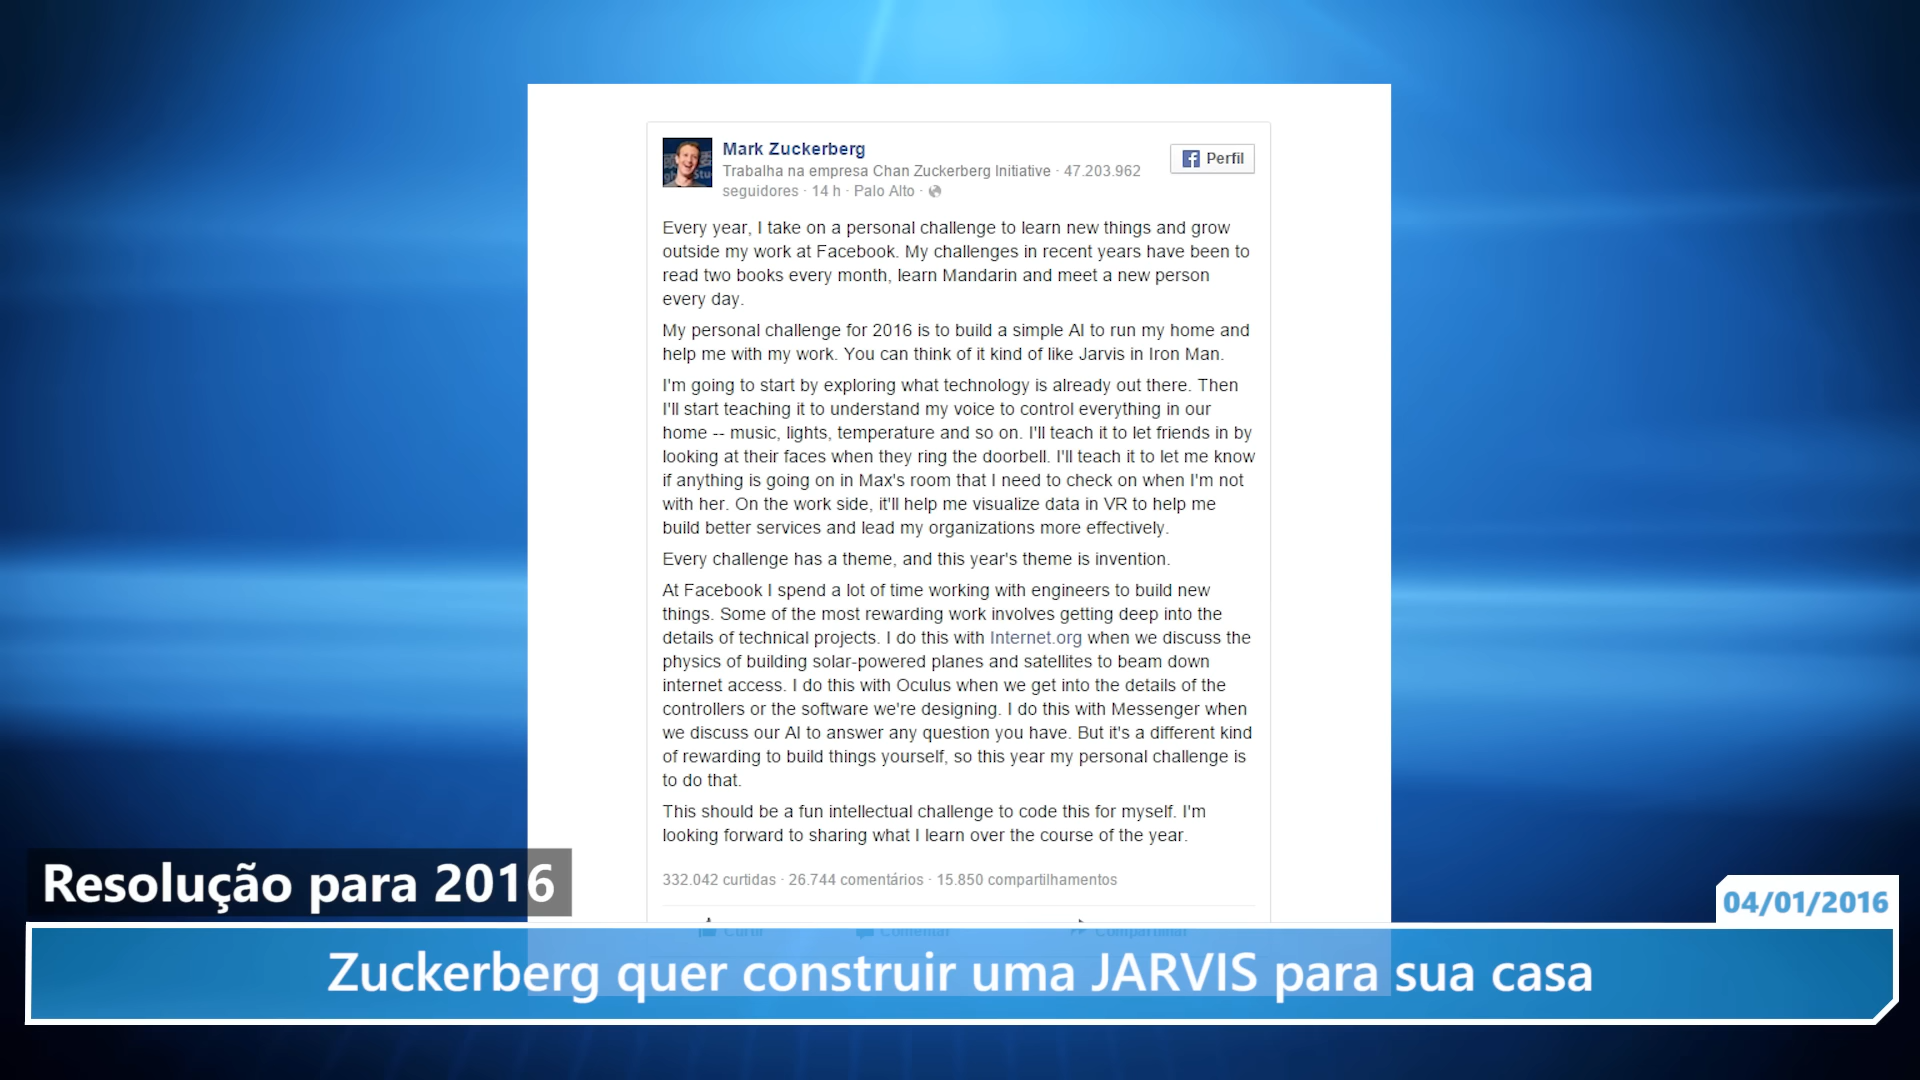 Mark Zuckerberg
Perfil
Trabalha na empresa Chan Zuckerberg Initiative · 47.203.962
seguidores · 14 h · Palo Alto ·
Every year, I take on a personal challenge to learn new things and grow
outside my work at Facebook. My challenges in recent years have been to
read two books every month, learn Mandarin and meet a new person
every day.
My personal challenge for 2016 is to build a simple AI to run my home and
help me with my work. You can think of it kind of like Jarvis in Iron Man.
I'm going to start by exploring what technology is already out there. Then
I'll start teaching it to understand my voice to control everything in our
home -- music, lights, temperature and so on. I'll teach it to let friends in by
looking at their faces when they ring the doorbell. I'll teach it to let me know
if anything is going on in Max's room that I need to check on when I'm not
with her. On the work side, it'll help me visualize data in VR to help me
build better services and lead my organizations more effectively.
Every challenge has a theme, and this year's theme is invention.
At Facebook I spend a lot of time working with engineers to build new
things. Some of the most rewarding work involves getting deep into the
details of technical projects. I do this with Internet.org when we discuss the
physics of building solar-powered planes and satellites to beam down
internet access. I do this with Oculus when we get into the details of the
controllers or the software we're designing. I do this with Messenger when
we discuss our AI to answer any question you have. But it's a different kind
of rewarding to build things yourself, so this year my personal challenge is
to do that.
This should be a fun intellectual challenge to code this for myself. I'm
looking forward to sharing what I learn over the course of the year.
332.042 curtidas · 26.744 comentários · 15.850 compartilhamentos
Curtir Comentar Compartilhar
Resolução para 2016
04/01/2016
Zuckerberg quer construir uma JARVIS para sua casa